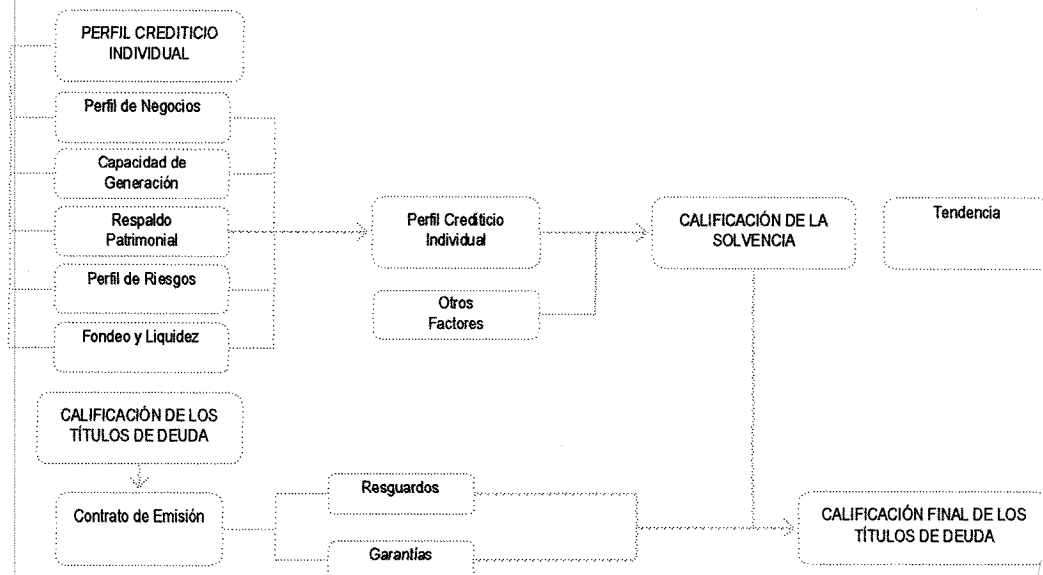 PERFIL CREDITICIO
INDIVIDUAL
Perfil de Negocios
Capacidad de
Generación
Respaldo
Patrimonial
Perfil de Riesgos
Fondeo y Liquidez
Perfil Crediticio
Individual
Otros
Factores
CALIFICACIÓN DE LA
SOLVENCIA
Tendencia
CALIFICACIÓN DE LOS
TÍTULOS DE DEUDA
Contrato de Emisión
Resguardos
Garantías
CALIFICACIÓN FINAL DE LOS
TÍTULOS DE DEUDA